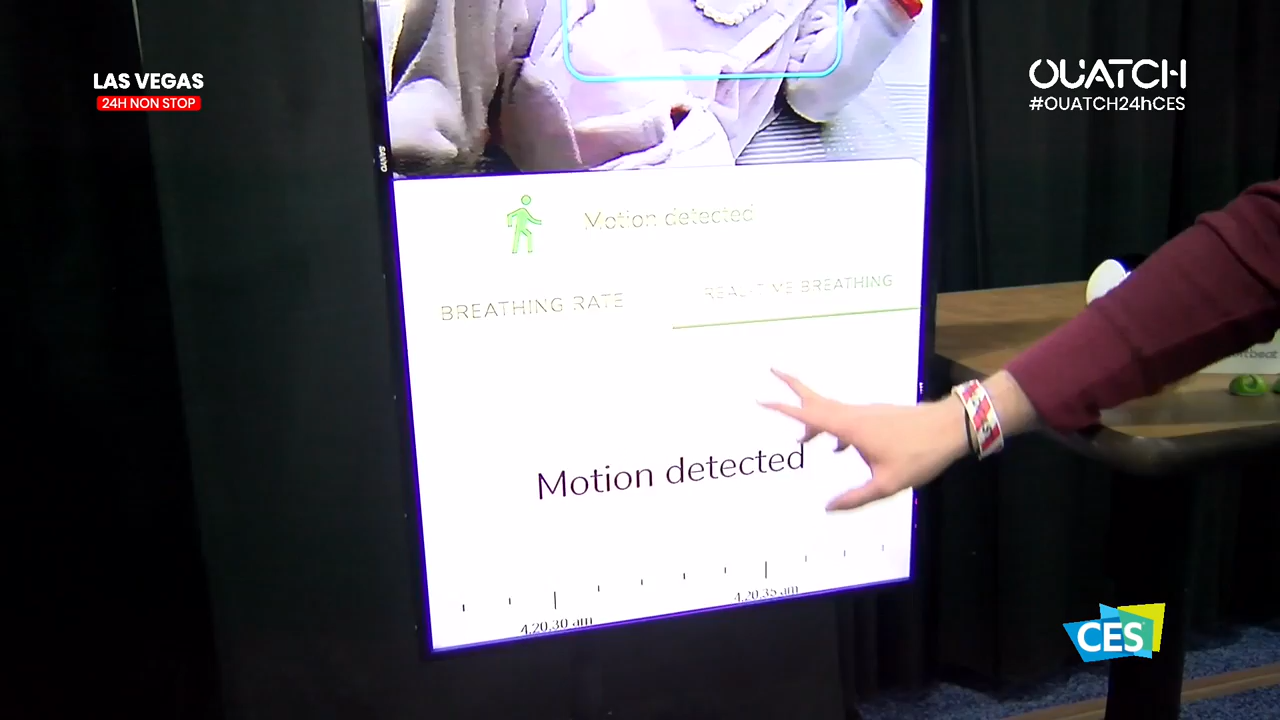 LAS VEGAS
24H NON STOP
OUATCH
#OUATCH24hCES
SANYO
Motion detected
BREATHING RATE
REAL-TIME BREATHING
Motion detected
4.20.30 am
4.20.35 am
CES